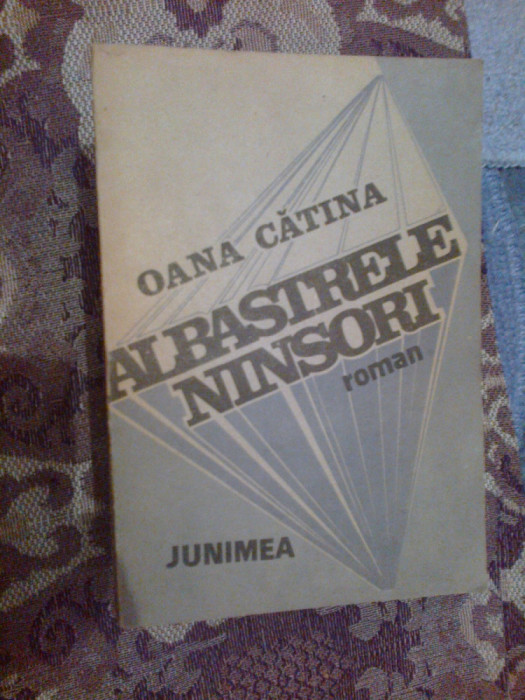 OANA CĂTINA
ALBASTRELE
NINSORI
roman
JUNIMEA